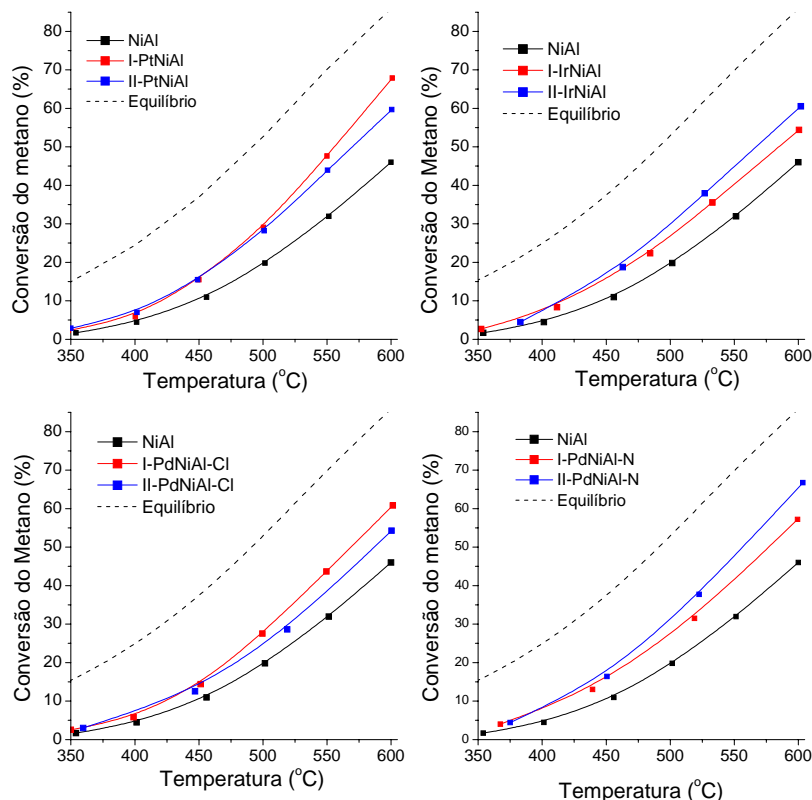 Conversão do metano (%)
80
70
60
50
40
30
20
10
0
NiAl
I-PtNiAl
II-PtNiAl
Equilíbrio
350 400 450 500 550 600
Temperatura (°C)
Conversão do Metano (%)
80
70
60
50
40
30
20
10
0
NiAl
I-IrNiAl
II-IrNiAl
Equilíbrio
350 400 450 500 550 600
Temperatura (°C)
Conversão do Metano (%)
80
70
60
50
40
30
20
10
0
NiAl
I-PdNiAl-Cl
II-PdNiAl-Cl
Equilíbrio
350 400 450 500 550 600
Temperatura (°C)
Conversão do metano (%)
80
70
60
50
40
30
20
10
0
NiAl
I-PdNiAl-N
II-PdNiAl-N
Equilíbrio
350 400 450 500 550 600
Temperatura (°C)